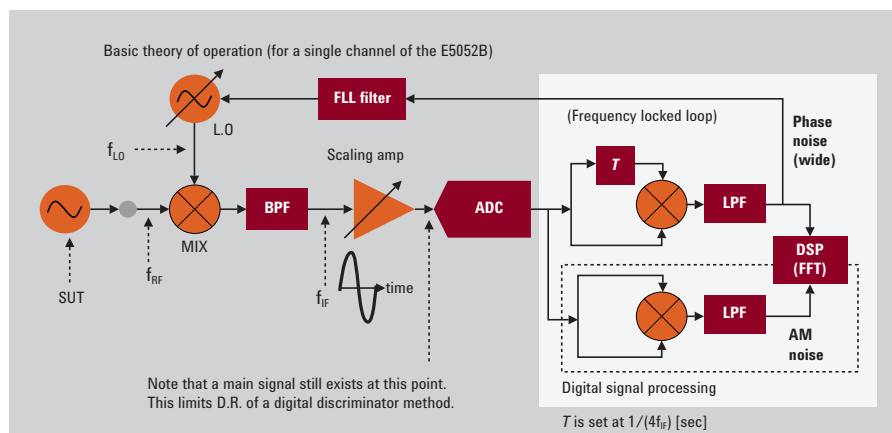 Basic theory of operation (for a single channel of the E5052B)
FLL filter
(Frequency locked loop)
Phase
noise
(wide)
L.O
fLO
Scaling amp
T
LPF
BPF
ADC
MIX
DSP
(FFT)
fRF
SUT
fIF
time
LPF
AM
noise
Note that a main signal still exists at this point.
This limits D.R. of a digital discriminator method.
Digital signal processing
T is set at 1/(4fIF) [sec]